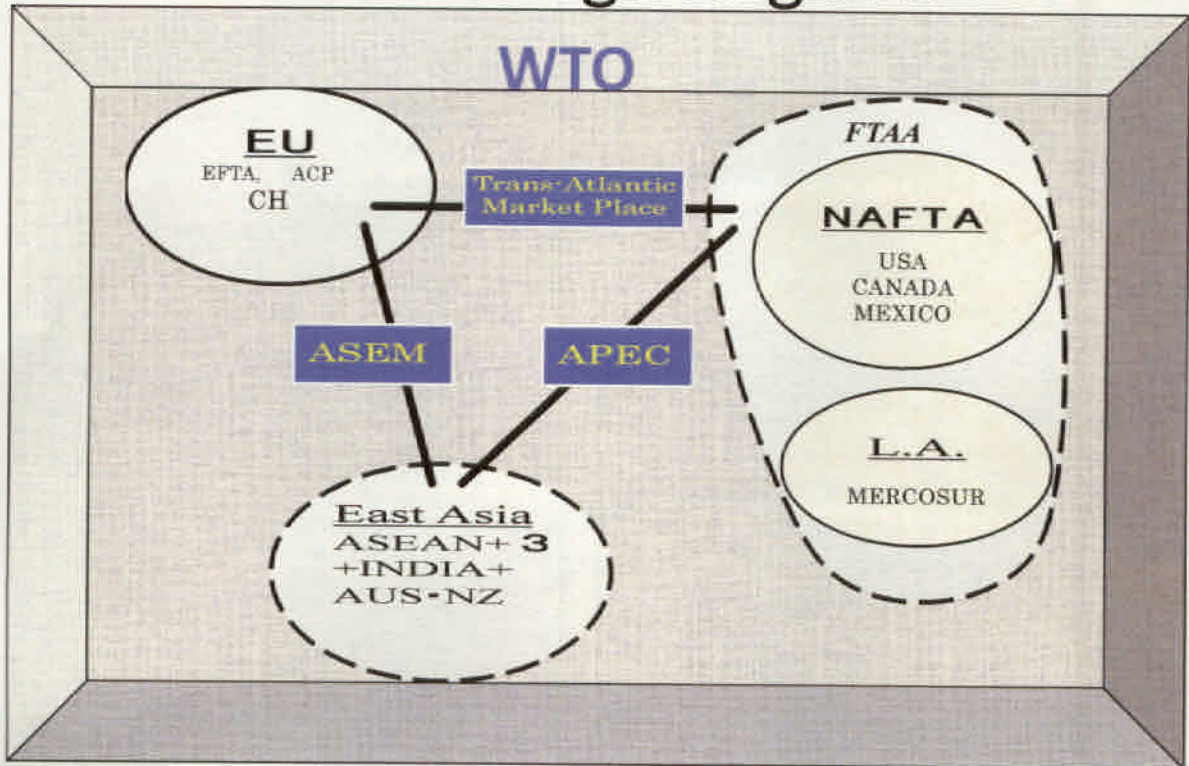 WTO
EU
EFTA, ACP
CH
Trans-Atlantic
Market Place
FTAA
NAFTA
USA
CANADA
MEXICO
ASEM
APEC
L.A.
MERCOSUR
East Asia
ASEAN+ 3
+INDIA+
AUS·NZ